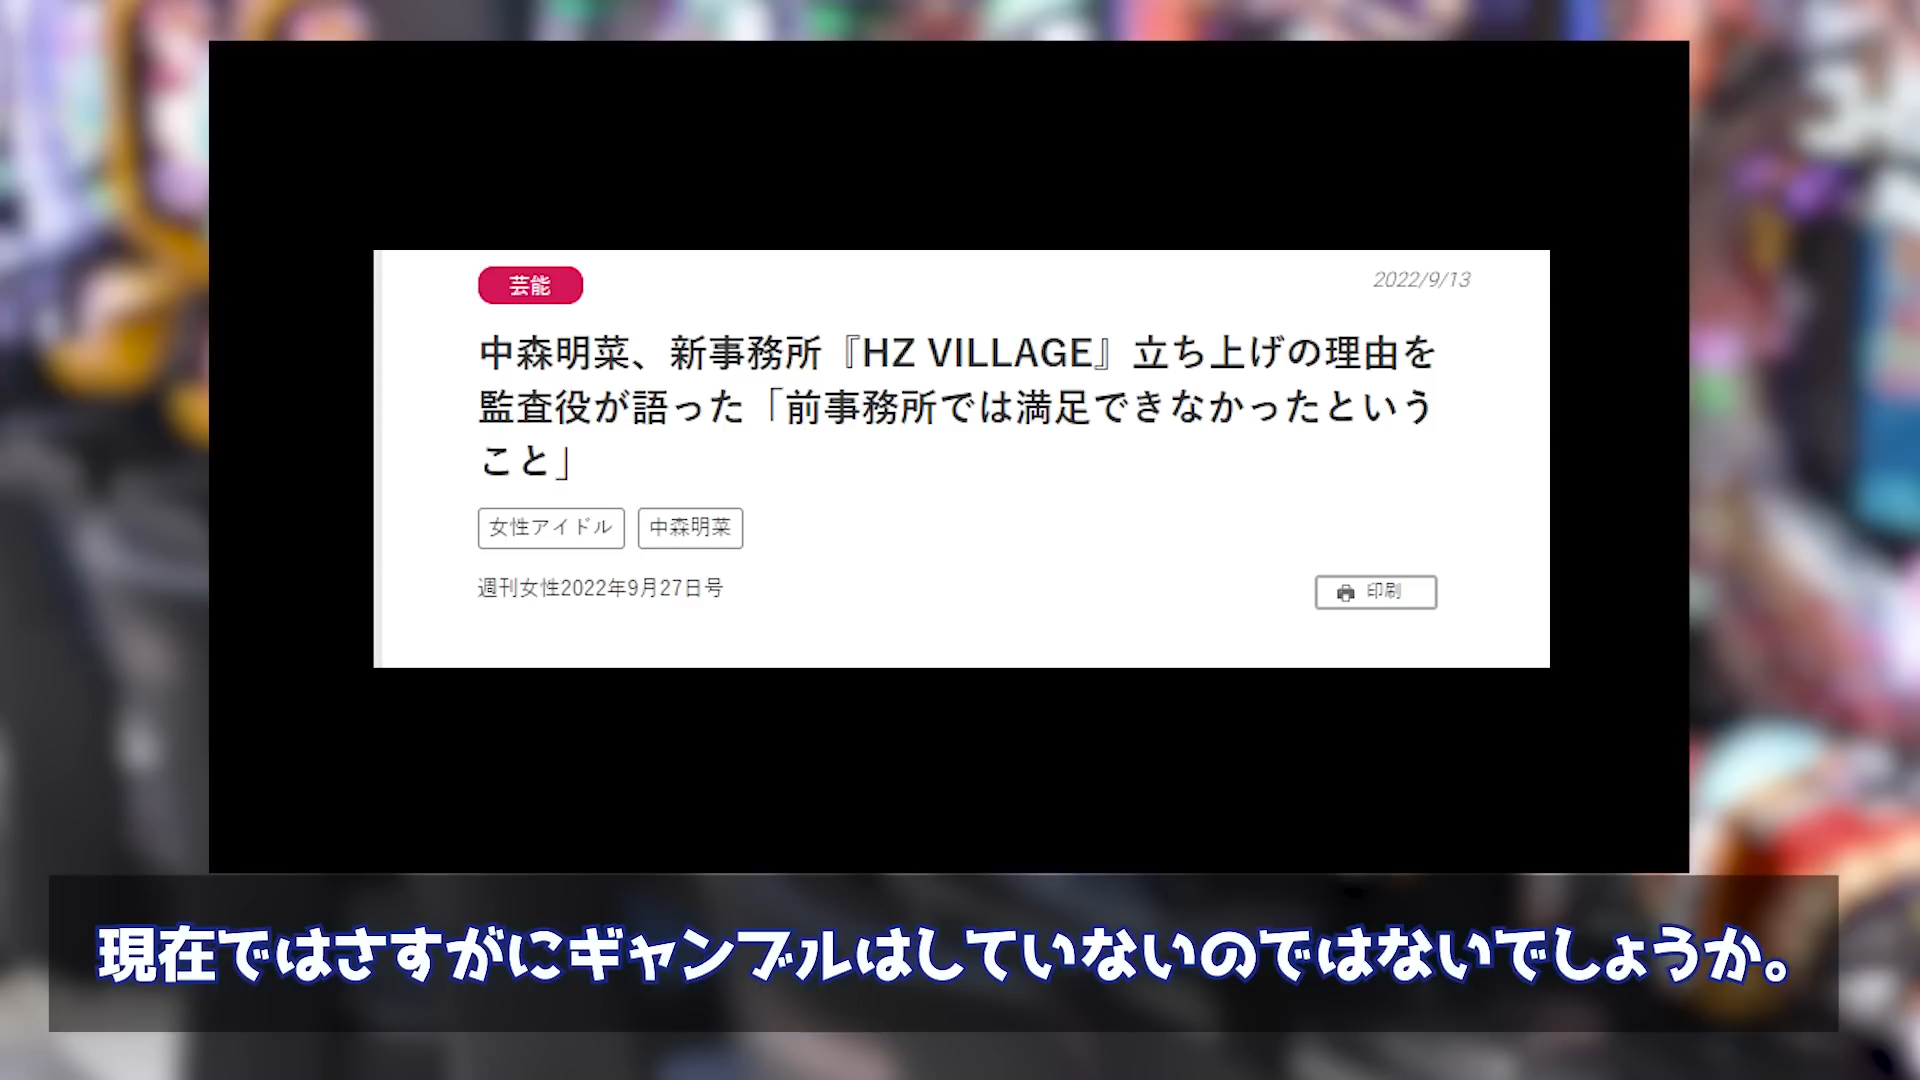 芸能
2022/9/13
中森明菜、新事務所『HZ VILLAGE』立ち上げの理由を
監査役が語った「前事務所では満足できなかったという
こと」
女性アイドル
中森明菜
週刊女性2022年9月27日号
印刷
現在ではさすがにギャンブルはしていないのではないでしょうか。